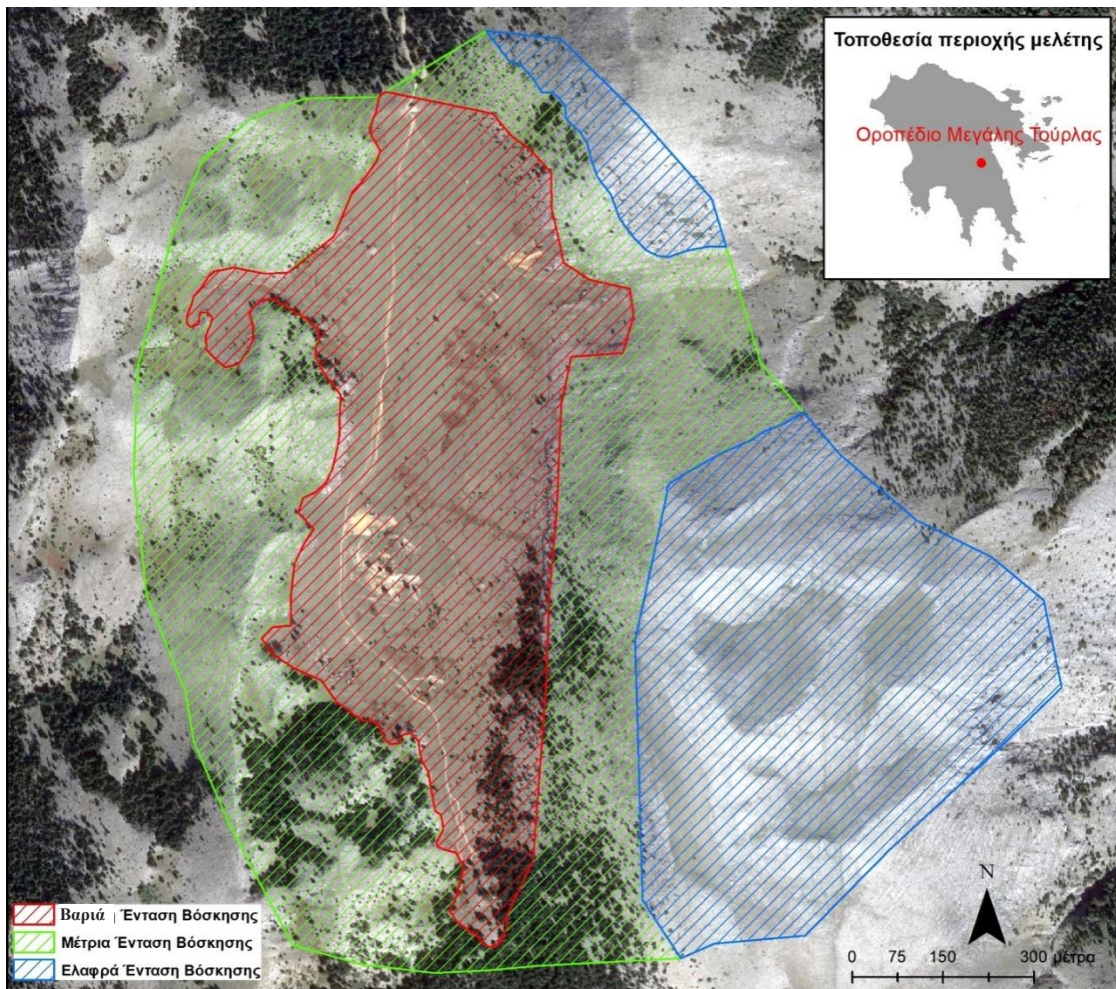 Τοποθεσία περιοχής μελέτης
Οροπέδιο Μεγάλης Τούρλας
Βαριά Ένταση Βόσκησης
Μέτρια Ένταση Βόσκησης
Ελαφρά Ένταση Βόσκησης
N
0 75 150 300 μέτρα